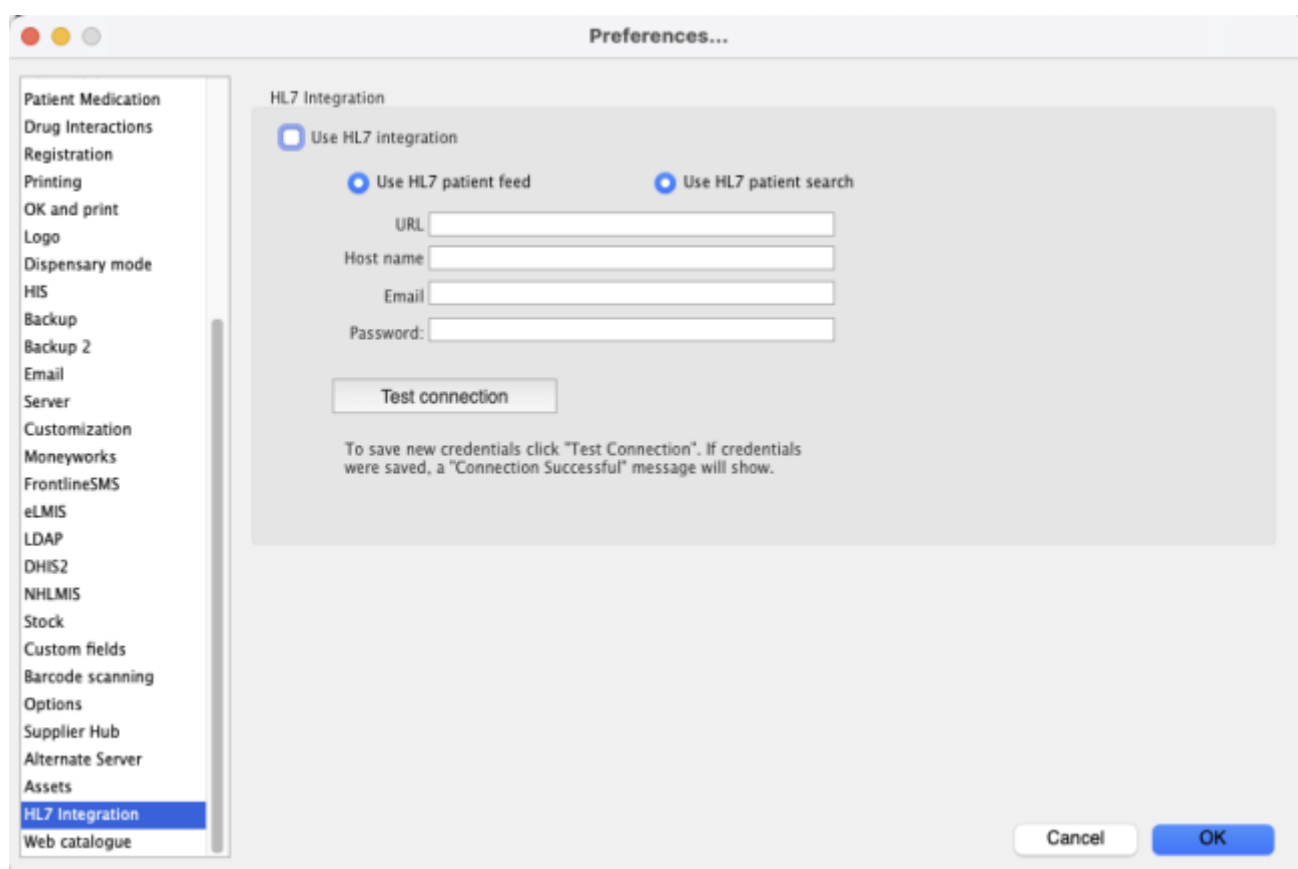 Preferences...
Patient Medication
Drug Interactions
Registration
Printing
OK and print
Logo
Dispensary mode
HIS
Backup
Backup 2
Email
Server
Customization
Moneyworks
FrontlineSMS
eLMIS
LDAP
DHIS2
NHLMIS
Stock
Custom fields
Barcode scanning
Options
Supplier Hub
Alternate Server
Assets
HL7 Integration
Web catalogue
HL7 Integration
Use HL7 integration
Use HL7 patient feed Use HL7 patient search
URL
Host name
Email
Password:
Test connection
To save new credentials click "Test Connection". If credentials
were saved, a "Connection Successful" message will show.
Cancel OK